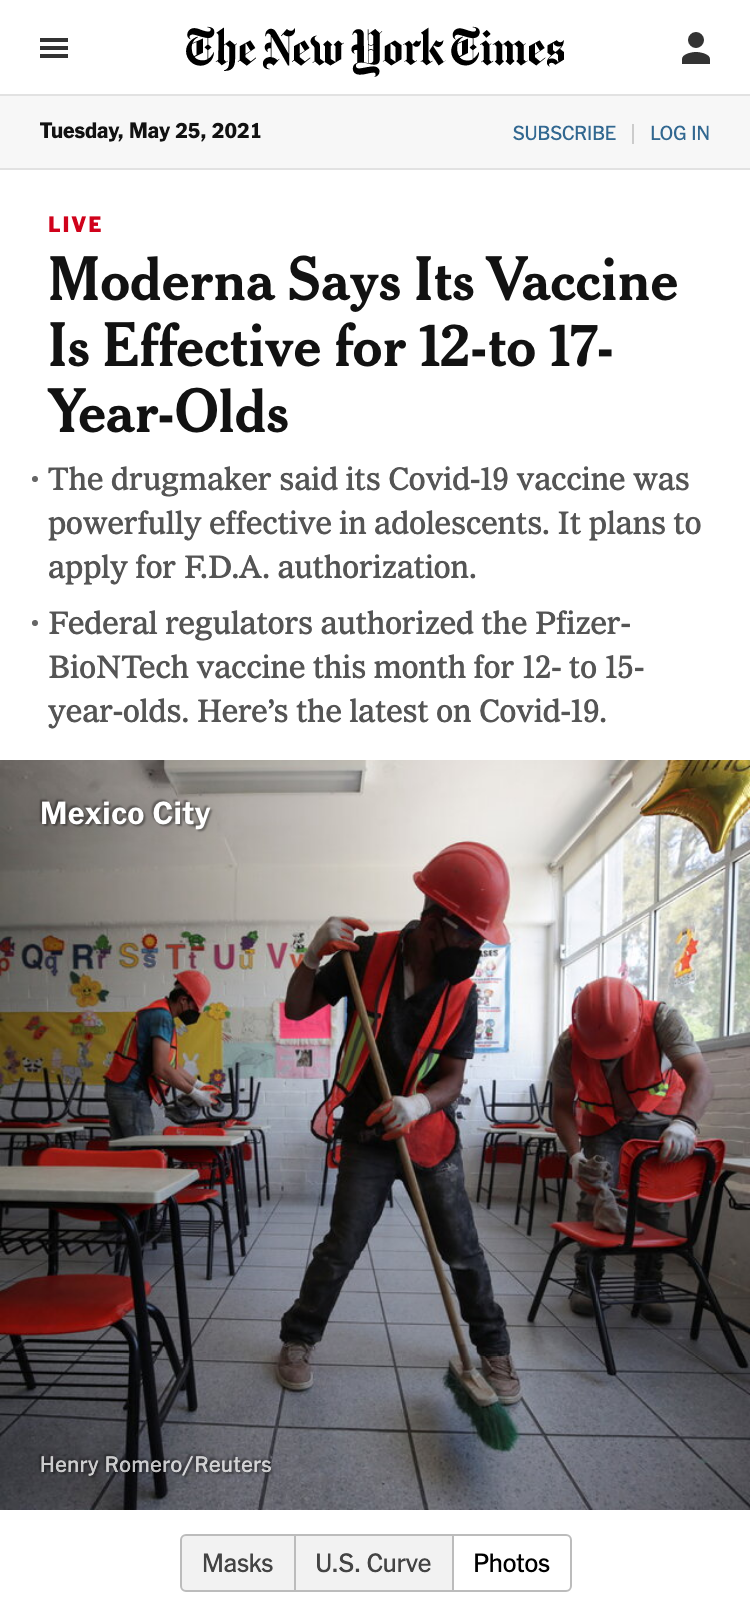 The New York Times
Tuesday, May 25, 2021
SUBSCRIBE | LOG IN
LIVE
Moderna Says Its Vaccine
Is Effective for 12-to 17-
Year-Olds
• The drugmaker said its Covid-19 vaccine was
powerfully effective in adolescents. It plans to
apply for F.D.A. authorization.
• Federal regulators authorized the Pfizer-
BioNTech vaccine this month for 12- to 15-
year-olds. Here’s the latest on Covid-19.
Mexico City
Qq Rr Ss Tt Uu Vv
Henry Romero/Reuters
Masks
U.S. Curve
Photos